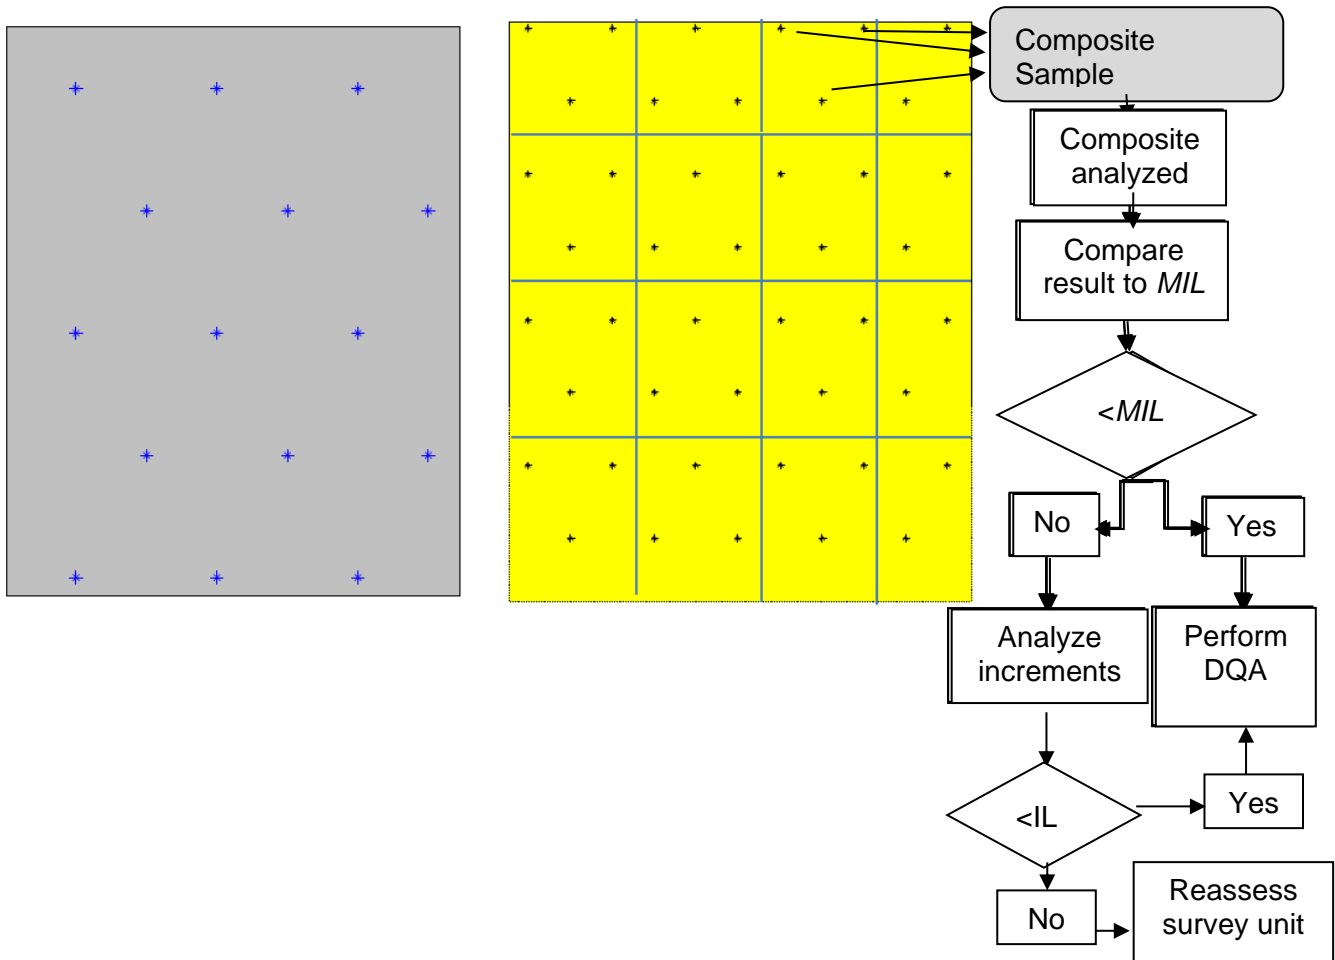 Composite
Sample
Composite
analyzed
Compare
result to MIL
<MIL
No
Yes
Analyze
increments
Perform
DQA
<IL
Yes
No
Reassess
survey unit